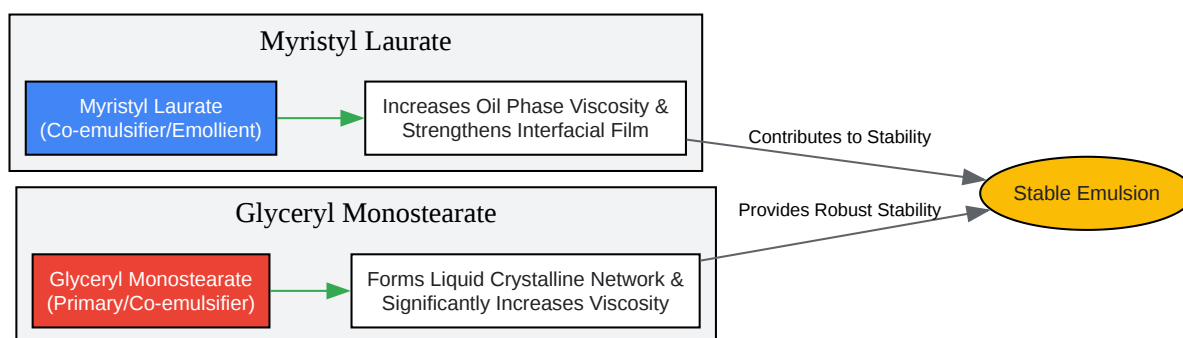 Myristyl Laurate
Myristyl Laurate
(Co-emulsifier/Emollient)
Increases Oil Phase Viscosity &
Strengthens Interfacial Film
Contributes to Stability
Stable Emulsion
Provides Robust Stability
Glyceryl Monostearate
Glyceryl Monostearate
(Primary/Co-emulsifier)
Forms Liquid Crystalline Network &
Significantly Increases Viscosity